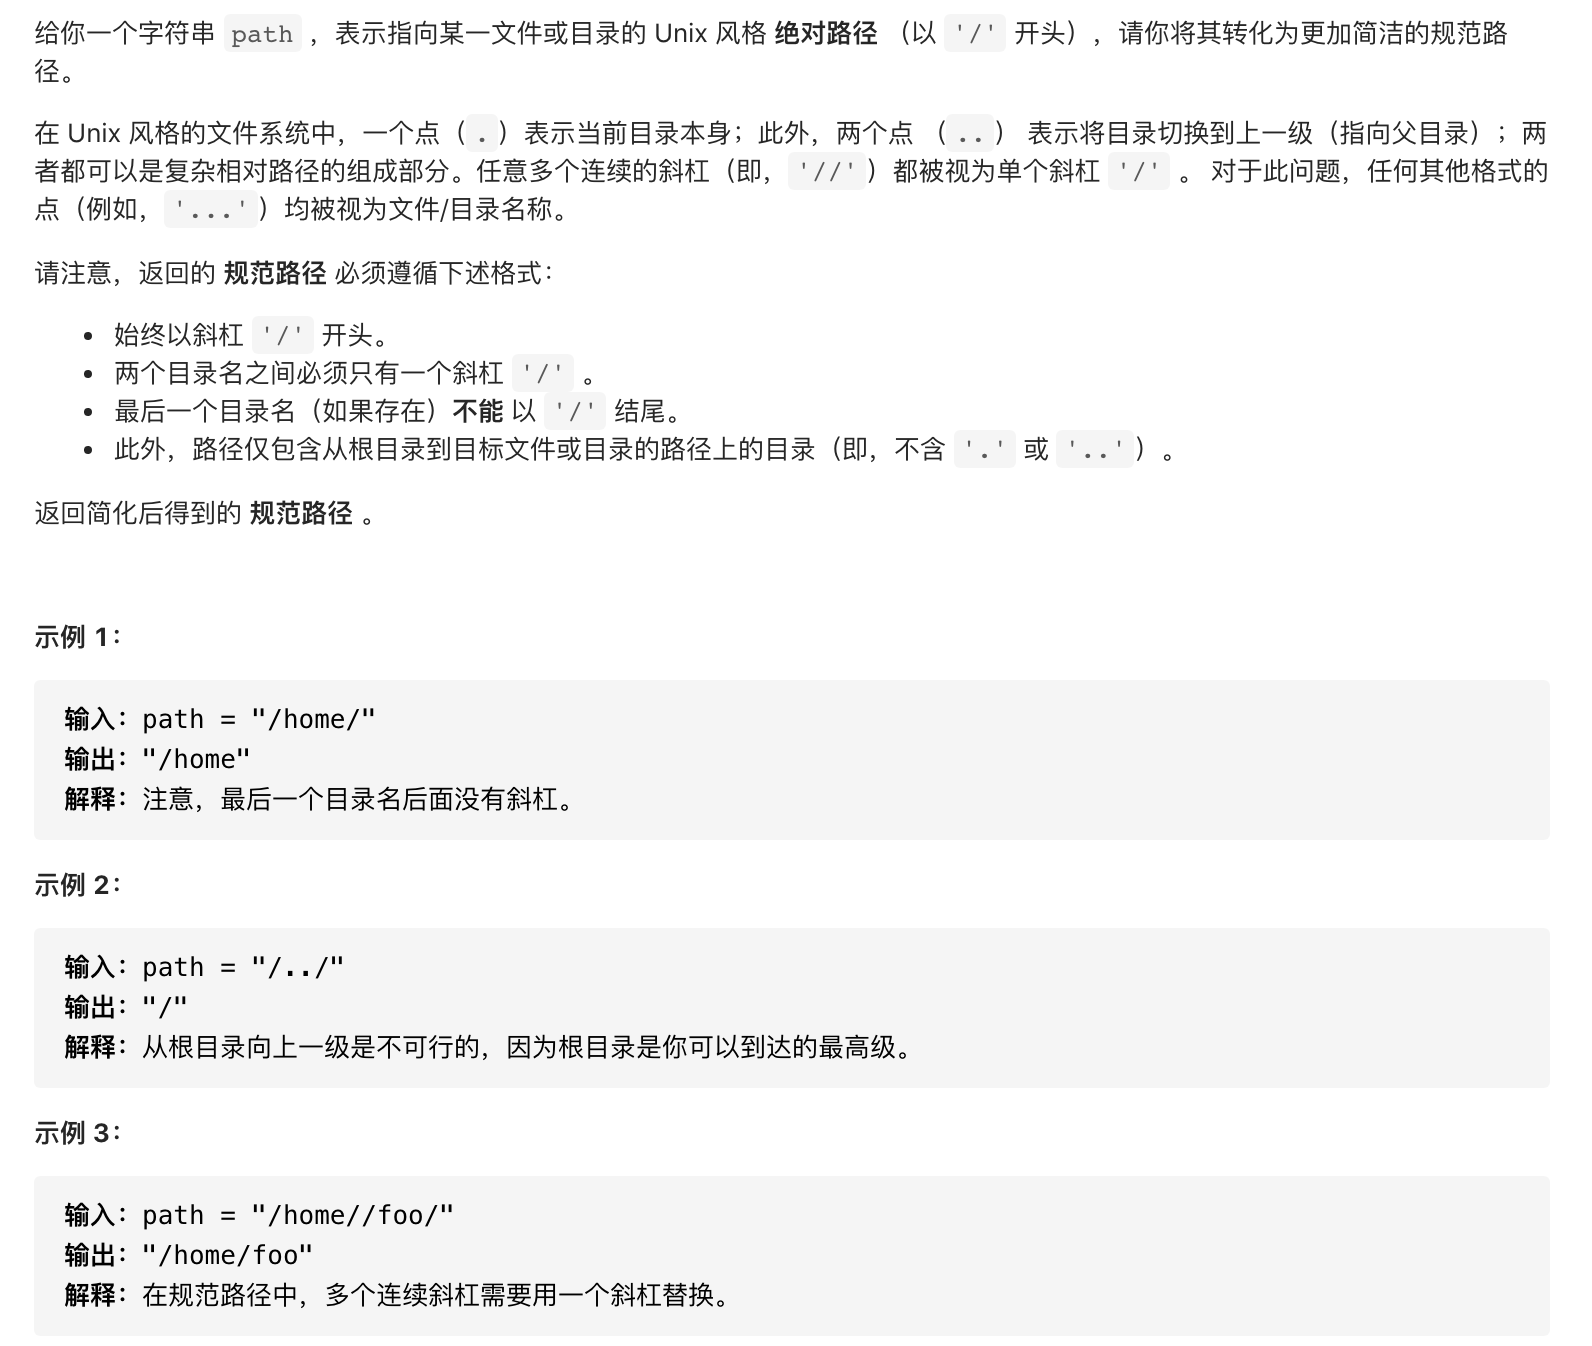 给你一个字符串 path ，表示指向某一文件或目录的 Unix 风格 绝对路径 （以 '/' 开头），请你将其转化为更加简洁的规范路
径。
在 Unix 风格的文件系统中，一个点（.）表示当前目录本身；此外，两个点 （..） 表示将目录切换到上一级（指向父目录）；两
者都可以是复杂相对路径的组成部分。任意多个连续的斜杠（即，'//'）都被视为单个斜杠 '/' 。 对于此问题，任何其他格式的
点（例如，'...'）均被视为文件/目录名称。
请注意，返回的 规范路径 必须遵循下述格式：
• 始终以斜杠 '/' 开头。
• 两个目录名之间必须只有一个斜杠 '/' 。
• 最后一个目录名（如果存在）不能 以 '/' 结尾。
• 此外，路径仅包含从根目录到目标文件或目录的路径上的目录（即，不含 '.' 或 '..'）。
返回简化后得到的 规范路径 。
示例 1：
输入：path = "/home/"
输出："/home"
解释：注意，最后一个目录名后面没有斜杠。
示例 2：
输入：path = "/../"
输出："/"
解释：从根目录向上一级是不可行的，因为根目录是你可以到达的最高级。
示例 3：
输入：path = "/home//foo/"
输出："/home/foo"
解释：在规范路径中，多个连续斜杠需要用一个斜杠替换。